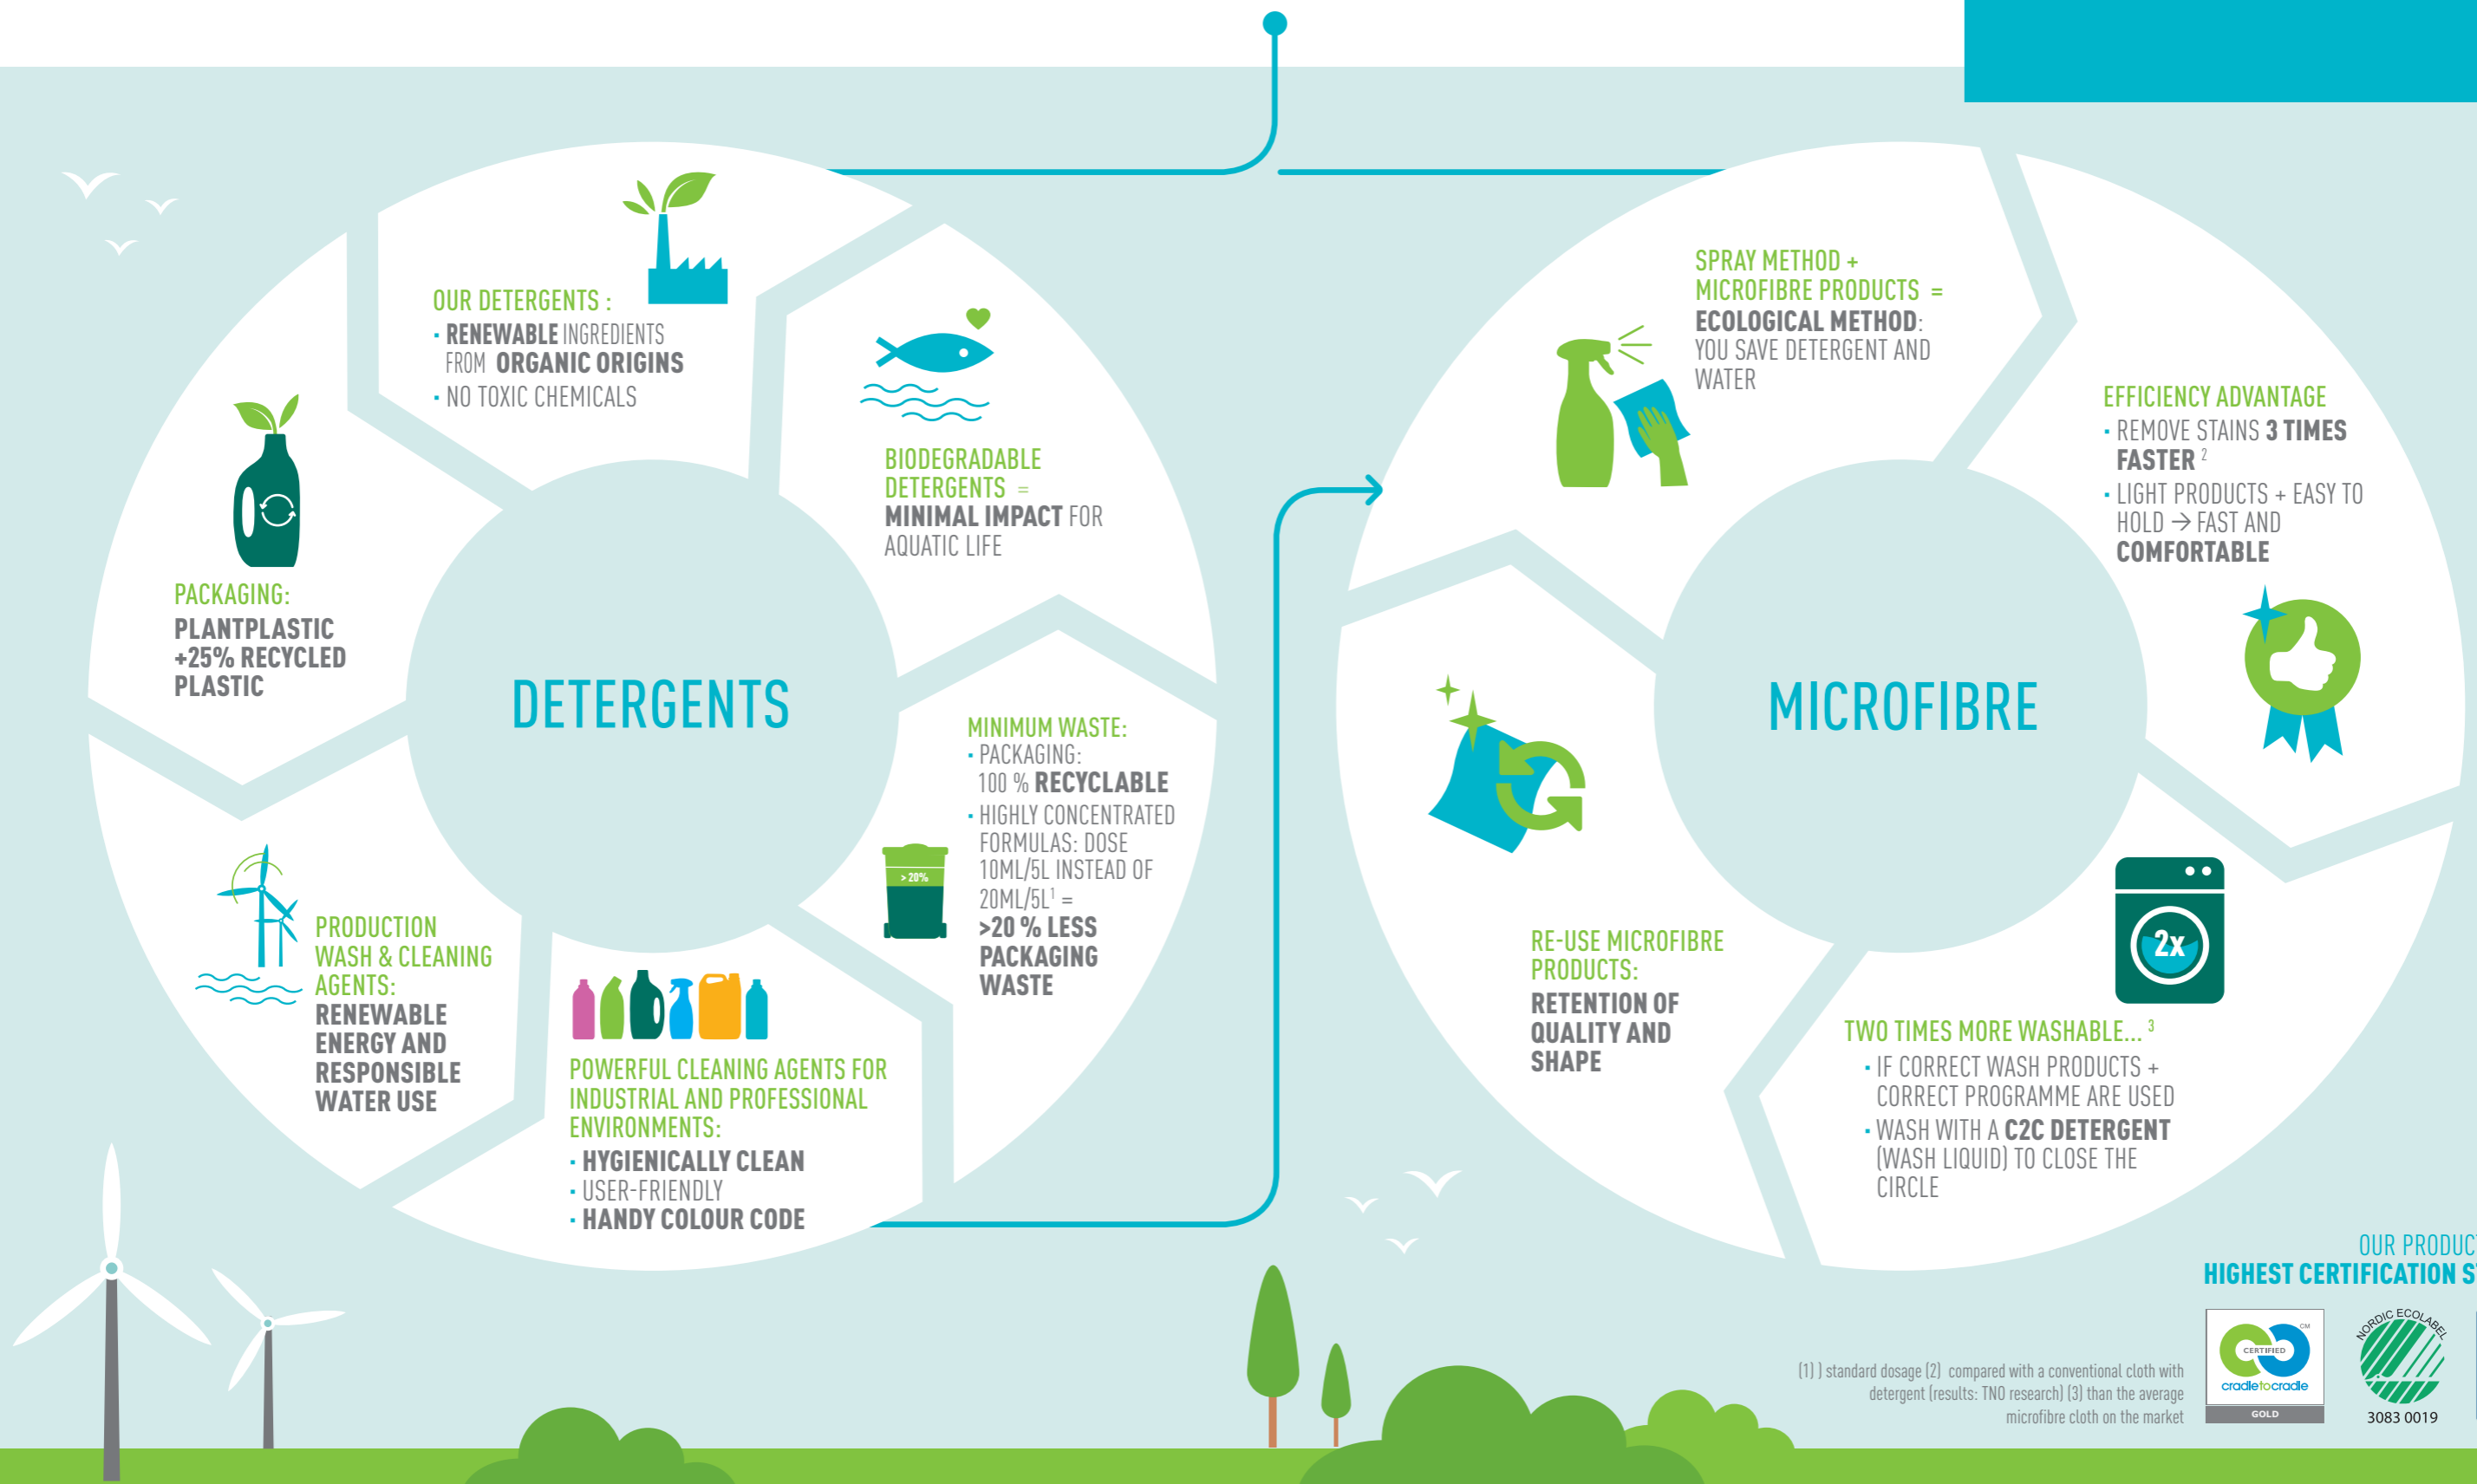 OUR DETERGENTS :
· RENEWABLE INGREDIENTS
FROM ORGANIC ORIGINS
· NO TOXIC CHEMICALS
BIODEGRADABLE
DETERGENTS =
MINIMAL IMPACT FOR
AQUATIC LIFE
MINIMUM WASTE:
· PACKAGING:
100 % RECYCLABLE
· HIGHLY CONCENTRATED
FORMULAS: DOSE
10ML/5L INSTEAD OF
20ML/5L¹ =
>20 % LESS
PACKAGING
WASTE
> 20%
POWERFUL CLEANING AGENTS FOR
INDUSTRIAL AND PROFESSIONAL
ENVIRONMENTS:
· HYGIENICALLY CLEAN
· USER-FRIENDLY
· HANDY COLOUR CODE
PRODUCTION
WASH & CLEANING
AGENTS:
RENEWABLE
ENERGY AND
RESPONSIBLE
WATER USE
PACKAGING:
PLANTPLASTIC
+25% RECYCLED
PLASTIC
DETERGENTS
SPRAY METHOD +
MICROFIBRE PRODUCTS =
ECOLOGICAL METHOD:
YOU SAVE DETERGENT AND
WATER
EFFICIENCY ADVANTAGE
· REMOVE STAINS 3 TIMES
FASTER ²
· LIGHT PRODUCTS + EASY TO
HOLD → FAST AND
COMFORTABLE
2x
TWO TIMES MORE WASHABLE... ³
· IF CORRECT WASH PRODUCTS +
CORRECT PROGRAMME ARE USED
· WASH WITH A C2C DETERGENT
(WASH LIQUID) TO CLOSE THE
CIRCLE
RE-USE MICROFIBRE
PRODUCTS:
RETENTION OF
QUALITY AND
SHAPE
MICROFIBRE
OUR PRODUC
HIGHEST CERTIFICATION S
(1) ) standard dosage (2) compared with a conventional cloth with
detergent (results: TNO research) (3) than the average
microfibre cloth on the market
CM
CERTIFIED
cradletocradle
GOLD
NORDIC ECOLABEL
3083 0019